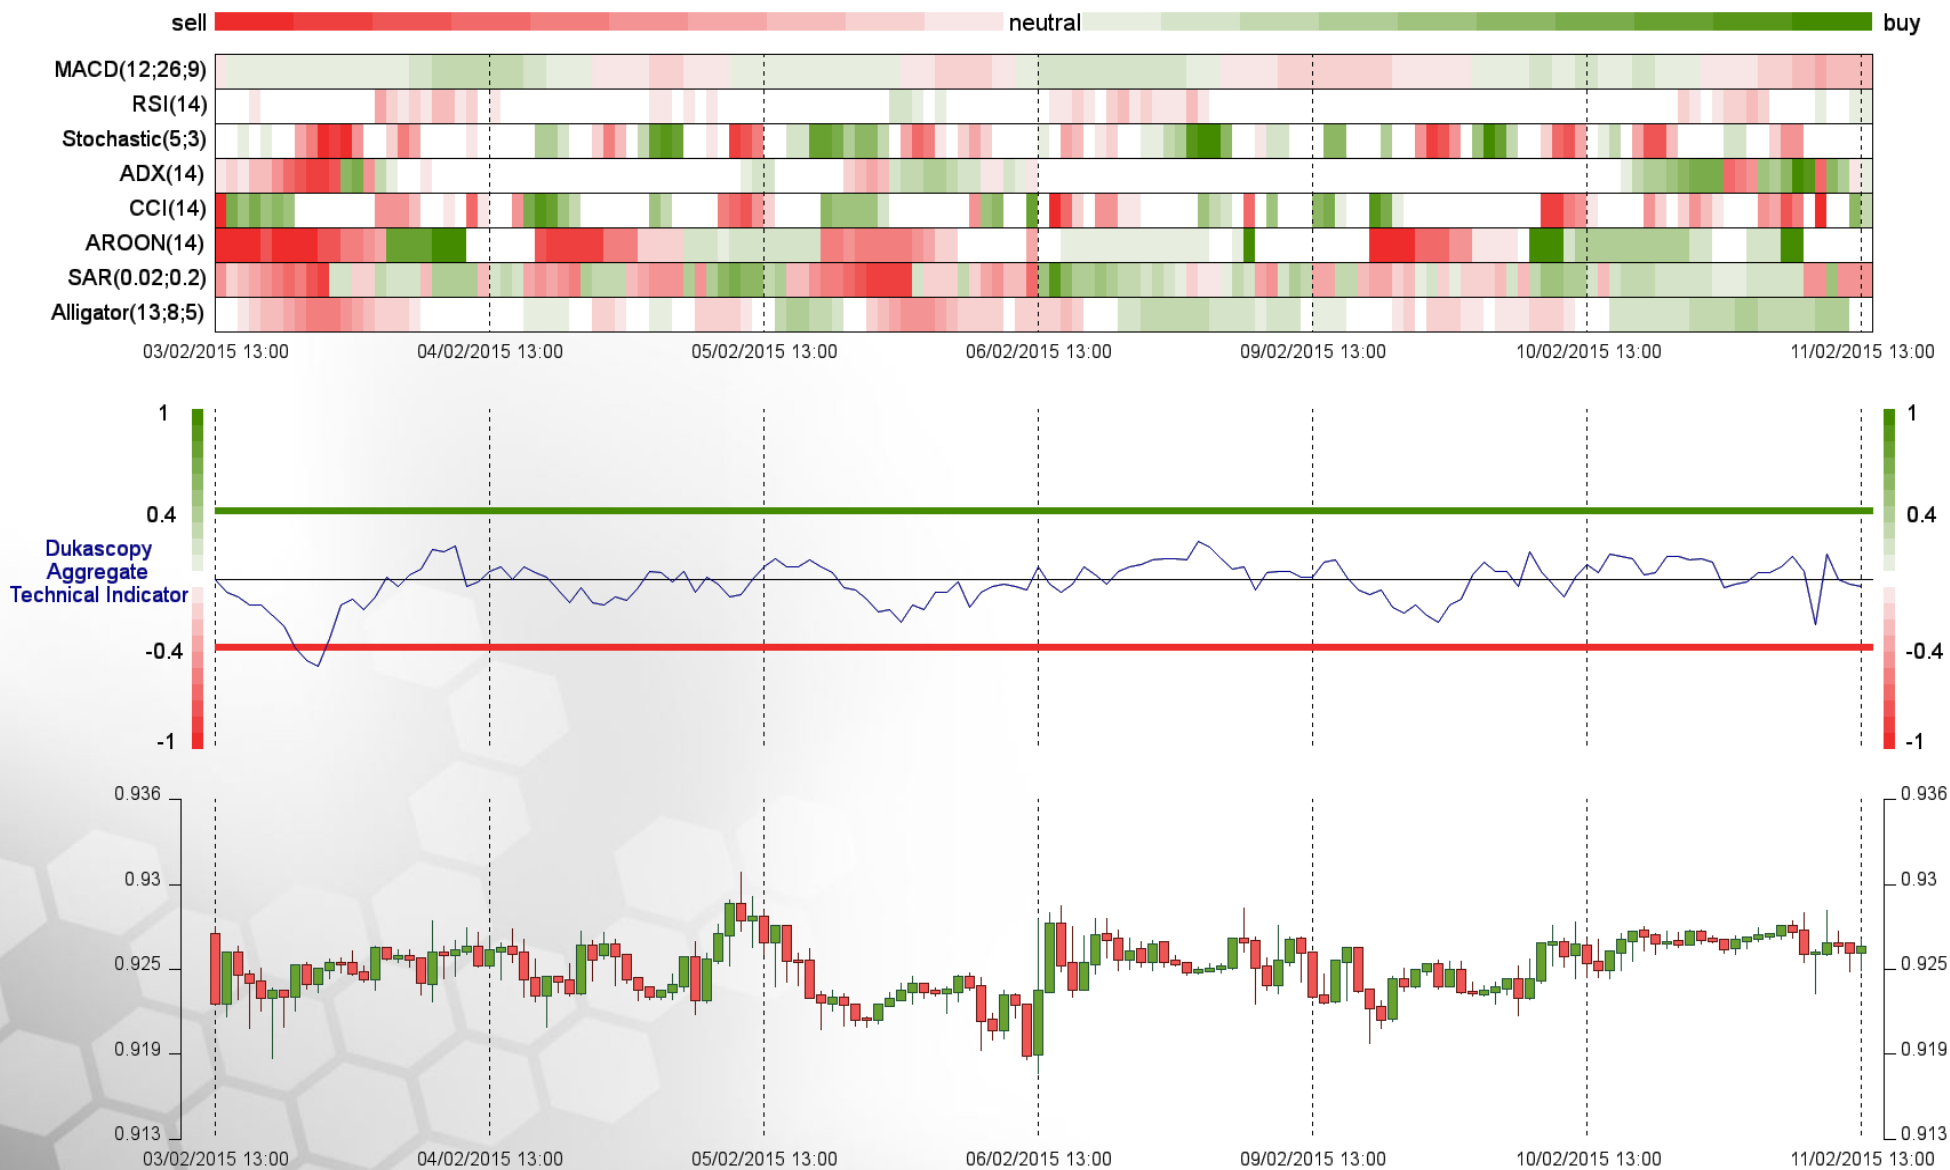 sell neutral buy
MACD(12;26;9)
RSI(14)
Stochastic(5;3)
ADX(14)
CCI(14)
AROON(14)
SAR(0.02;0.2)
Alligator(13;8;5)
03/02/2015 13:00 04/02/2015 13:00 05/02/2015 13:00 06/02/2015 13:00 09/02/2015 13:00 10/02/2015 13:00 11/02/2015 13:00
1 1
0.4 0.4
Dukascopy
Aggregate
Technical Indicator
-0.4 -0.4
-1 -1
0.936 0.936
0.93 0.93
0.925 0.925
0.919 0.919
0.913 0.913
03/02/2015 13:00 04/02/2015 13:00 05/02/2015 13:00 06/02/2015 13:00 09/02/2015 13:00 10/02/2015 13:00 11/02/2015 13:00